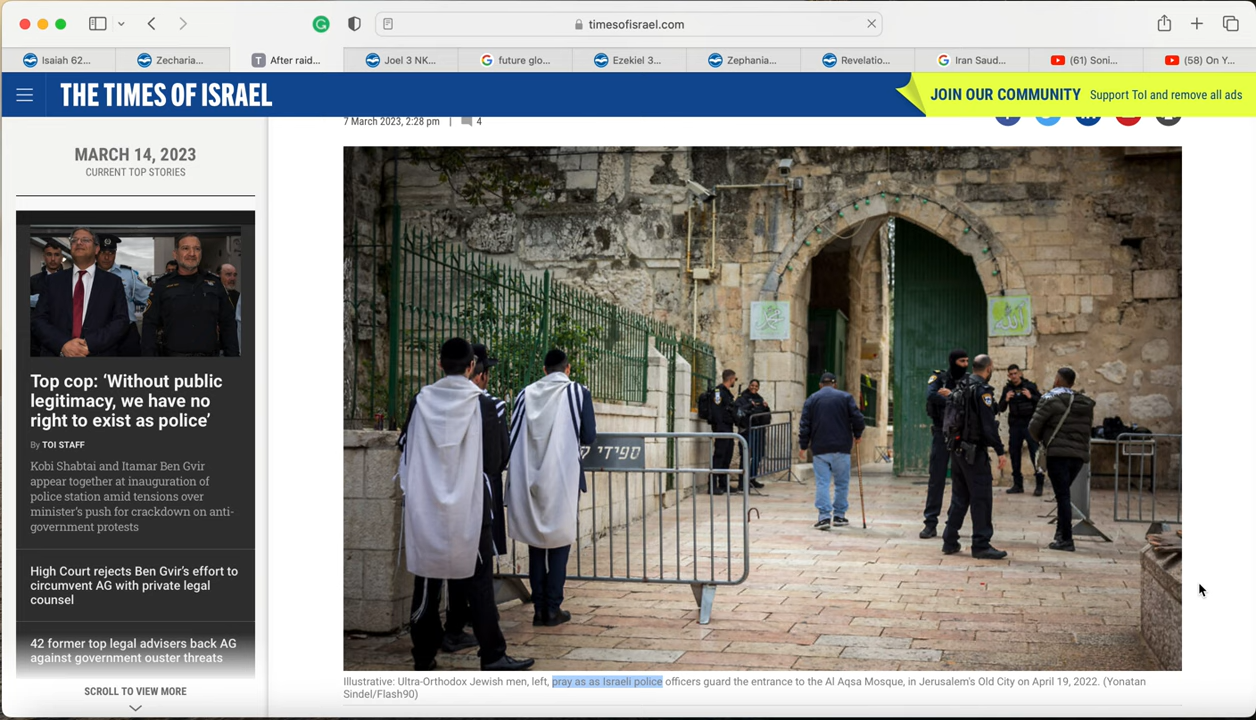 timesofisrael.com
Isaiah 62...
Zecharia...
After raid...
Joel 3 NK...
future glo...
Ezekiel 3...
Zephania...
Revelatio...
Iran Saud...
(61) Soni...
(58) On Y...
THE TIMES OF ISRAEL
JOIN OUR COMMUNITY Support ToI and remove all ads
MARCH 14, 2023
CURRENT TOP STORIES
Top cop: ‘Without public
legitimacy, we have no
right to exist as police’
By TOI STAFF
Kobi Shabtai and Itamar Ben Gvir
appear together at inauguration of
police station amid tensions over
minister’s push for crackdown on anti-
government protests
High Court rejects Ben Gvir’s effort to
circumvent AG with private legal
counsel
42 former top legal advisers back AG
against government ouster threats
SCROLL TO VIEW MORE
7 March 2023, 2:28 pm | 4
ספידי
الله
Illustrative: Ultra-Orthodox Jewish men, left, pray as as Israeli police officers guard the entrance to the Al Aqsa Mosque, in Jerusalem's Old City on April 19, 2022. (Yonatan
Sindel/Flash90)